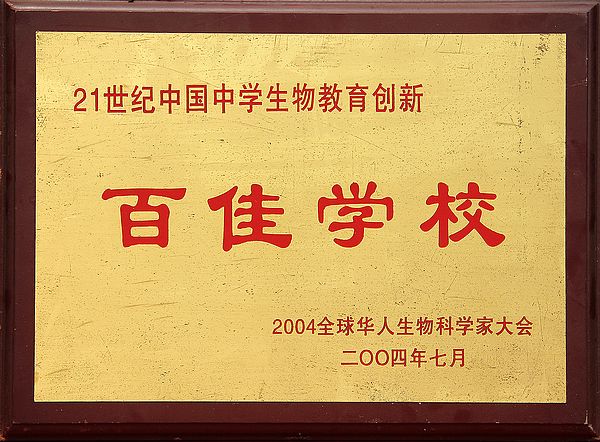 21世纪中国中学生物教育创新
百佳学校
2004全球华人生物科学家大会
二〇〇四年七月